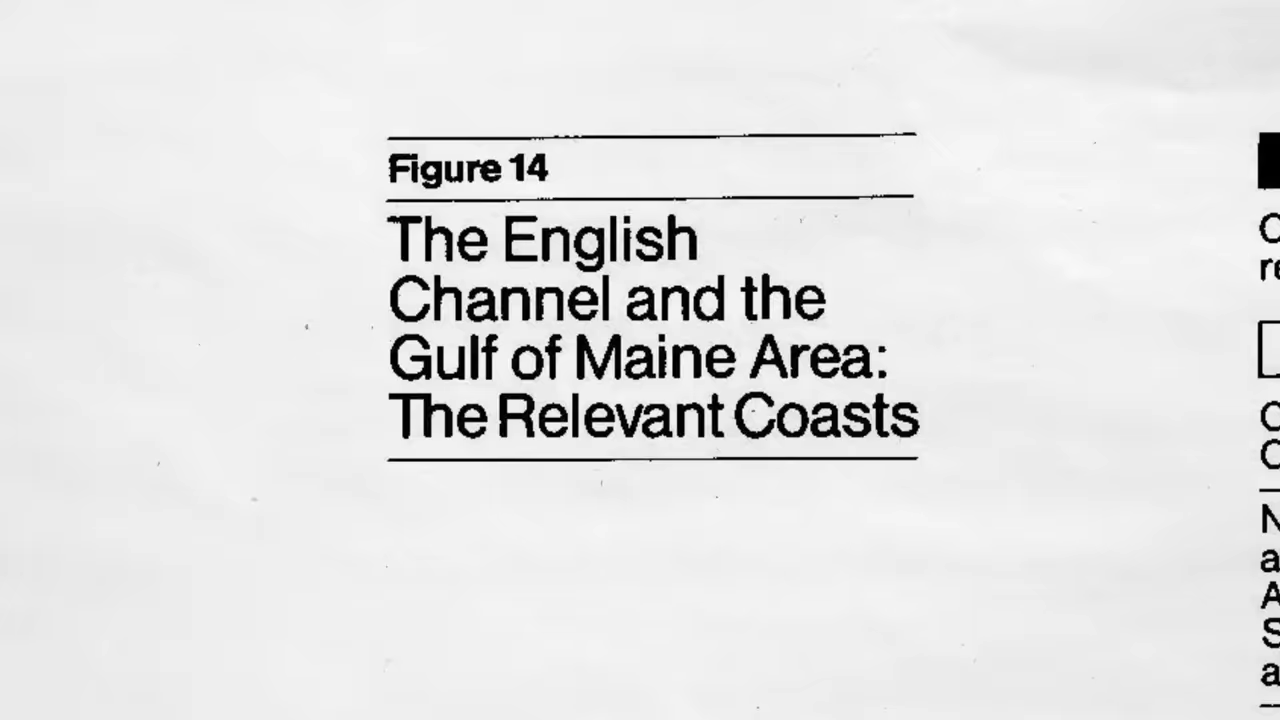 Figure 14
The English
Channel and the
Gulf of Maine Area:
The Relevant Coasts